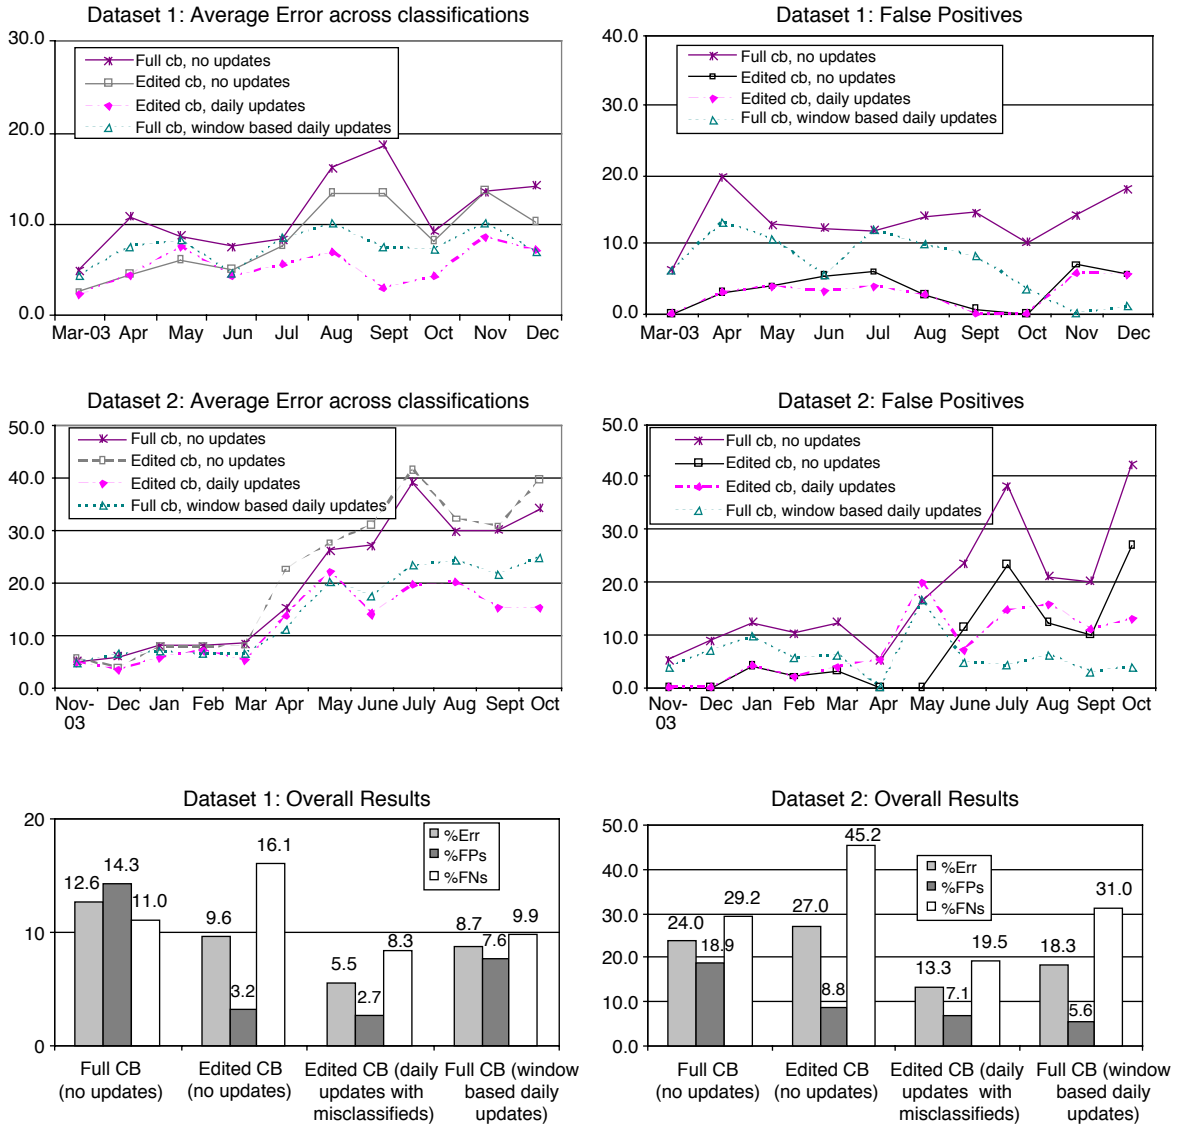 Dataset 1: Average Error across classifications
30.0
20.0
10.0
0.0
Full cb, no updates
Edited cb, no updates
Edited cb, daily updates
Full cb, window based daily updates
Mar-03 Apr May Jun Jul Aug Sept Oct Nov Dec
Dataset 1: False Positives
40.0
30.0
20.0
10.0
0.0
Full cb, no updates
Edited cb, no updates
Edited cb, daily updates
Full cb, window based daily updates
Mar-03 Apr May Jun Jul Aug Sept Oct Nov Dec
Dataset 2: Average Error across classifications
50.0
40.0
30.0
20.0
10.0
0.0
Full cb, no updates
Edited cb, no updates
Edited cb, daily updates
Full cb, window based daily updates
Nov- Dec Jan Feb Mar Apr May June July Aug Sept Oct
03
Dataset 2: False Positives
50.0
40.0
30.0
20.0
10.0
0.0
Full cb, no updates
Edited cb, no updates
Edited cb, daily updates
Full cb, window based daily updates
Nov- Dec Jan Feb Mar Apr May June July Aug Sept Oct
03
Dataset 1: Overall Results
20
10
0
%Err
%FPs
%FNs
12.6 14.3 11.0
9.6 3.2 16.1
5.5 2.7 8.3
8.7 7.6 9.9
Full CB
(no updates)
Edited CB
(no updates)
Edited CB (daily
updates with
misclassifieds)
Full CB (window
based daily
updates)
Dataset 2: Overall Results
50.0
40.0
30.0
20.0
10.0
0.0
%Err
%FPs
%FNs
24.0 18.9 29.2
27.0 8.8 45.2
13.3 7.1 19.5
18.3 5.6 31.0
Full CB
(no updates)
Edited CB
(no updates)
Edited CB (daily
updates with
misclassifieds)
Full CB (window
based daily
updates)